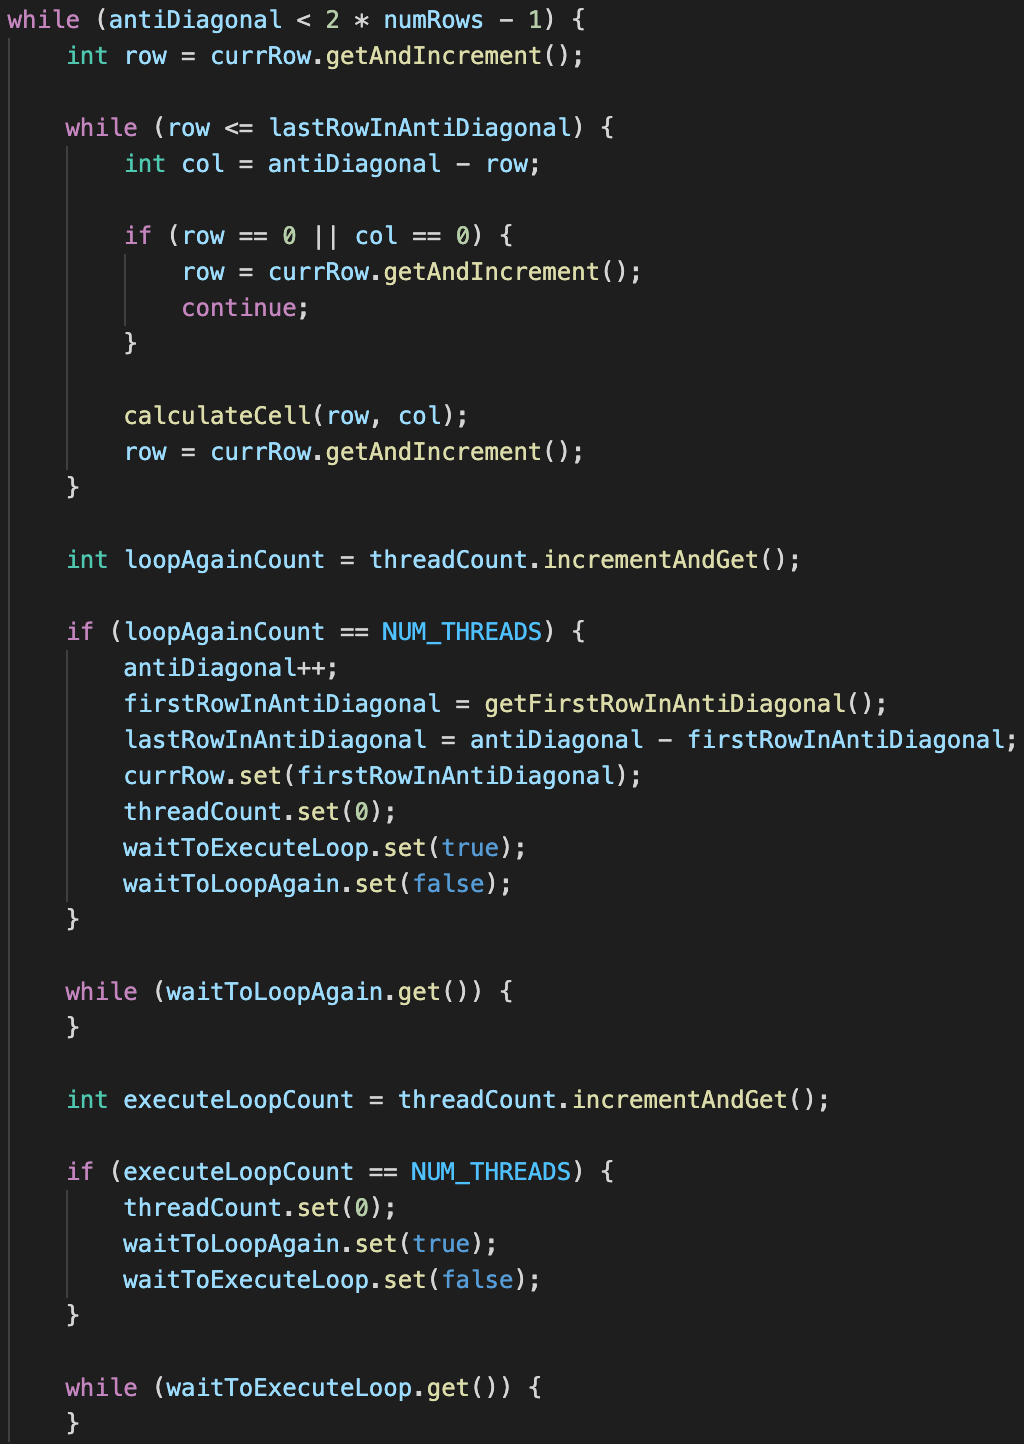 while (antiDiagonal < 2 * numRows - 1) {
int row = currRow.getAndIncrement();
while (row <= lastRowInAntiDiagonal) {
int col = antiDiagonal - row;
if (row == 0 || col == 0) {
row = currRow.getAndIncrement();
continue;
}
calculateCell(row, col);
row = currRow.getAndIncrement();
}
int loopAgainCount = threadCount.incrementAndGet();
if (loopAgainCount == NUM_THREADS) {
antiDiagonal++;
firstRowInAntiDiagonal = getFirstRowInAntiDiagonal();
lastRowInAntiDiagonal = antiDiagonal - firstRowInAntiDiagonal;
currRow.set(firstRowInAntiDiagonal);
threadCount.set(0);
waitToExecuteLoop.set(true);
waitToLoopAgain.set(false);
}
while (waitToLoopAgain.get()) {
}
int executeLoopCount = threadCount.incrementAndGet();
if (executeLoopCount == NUM_THREADS) {
threadCount.set(0);
waitToLoopAgain.set(true);
waitToExecuteLoop.set(false);
}
while (waitToExecuteLoop.get()) {
}